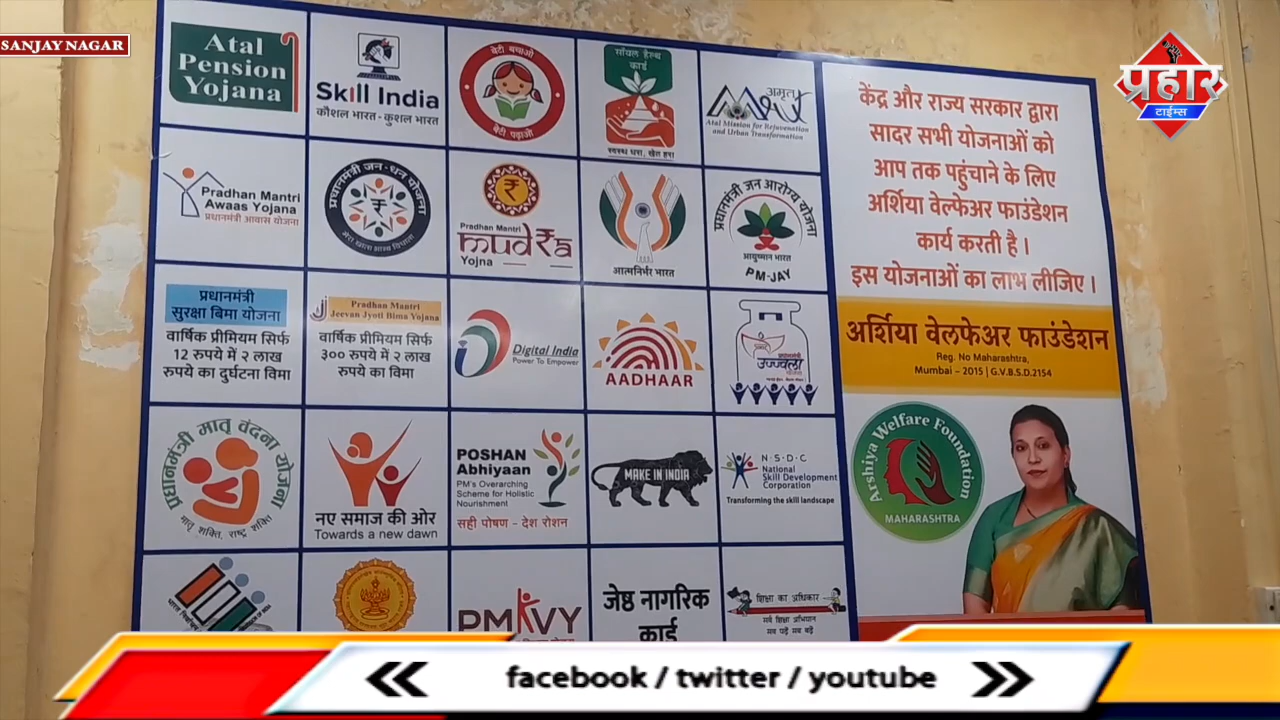 SANJAY NAGAR
प्रहार
टाईम्स
Atal
Pension
Yojana
Skill India
कौशल भारत - कुशल भारत
बेटी बचाओ
बेटी पढ़ाओ
सॉयल हेल्थ
कार्ड
स्वस्थ धरा, खेत हरा
अमृत
Atal Mission for Rejuvenation
and Urban Transformation
Pradhan Mantri
Awaas Yojana
प्रधानमंत्री आवास योजना
प्रधानमंत्री जन-धन योजना
मेरा खाता भाग्य विधाता
Pradhan Mantri
mudra
Yojna
आत्मनिर्भर भारत
प्रधानमंत्री जन आरोग्य योजना
आयुष्मान भारत
PM-JAY
प्रधानमंत्री
सुरक्षा बिमा योजना
वार्षिक प्रीमियम सिर्फ
12 रुपये में २ लाख
रुपये का दुर्घटना विमा
Pradhan Mantri
Jeevan Jyoti Bima Yojana
वार्षिक प्रीमियम सिर्फ
३०० रुपये में २ लाख
रुपये का विमा
Digital India
Power To Empower
AADHAAR
प्रधानमंत्री
उज्ज्वला
योजना
प्रधानमंत्री मातृ वंदना योजना
मातृ शक्ति, राष्ट्र शक्ति
नए समाज की ओर
Towards a new dawn
POSHAN
Abhiyaan
PM's Overarching
Scheme for Holistic
Nourishment
सही पोषण - देश रोशन
MAKE IN INDIA
N·S·D·C
National
Skill Development
Corporation
Transforming the skill landscape
PMKVY
जेष्ठ नागरिक
कार्ड
शिक्षा का अधिकार
सर्व शिक्षा अभियान
सब पढ़ें सब बढ़ें
केंद्र और राज्य सरकार द्वारा
सादर सभी योजनाओं को
आप तक पहुंचाने के लिए
अर्शिया वेल्फेअर फाउंडेशन
कार्य करती है ।
इस योजनाओं का लाभ लीजिए ।
अर्शिया वेलफेअर फाउंडेशन
Reg. No Maharashtra,
Mumbai – 2015 | G.V.B.S.D.2154
Arshiya Welfare Foundation
MAHARASHTRA
facebook / twitter / youtube